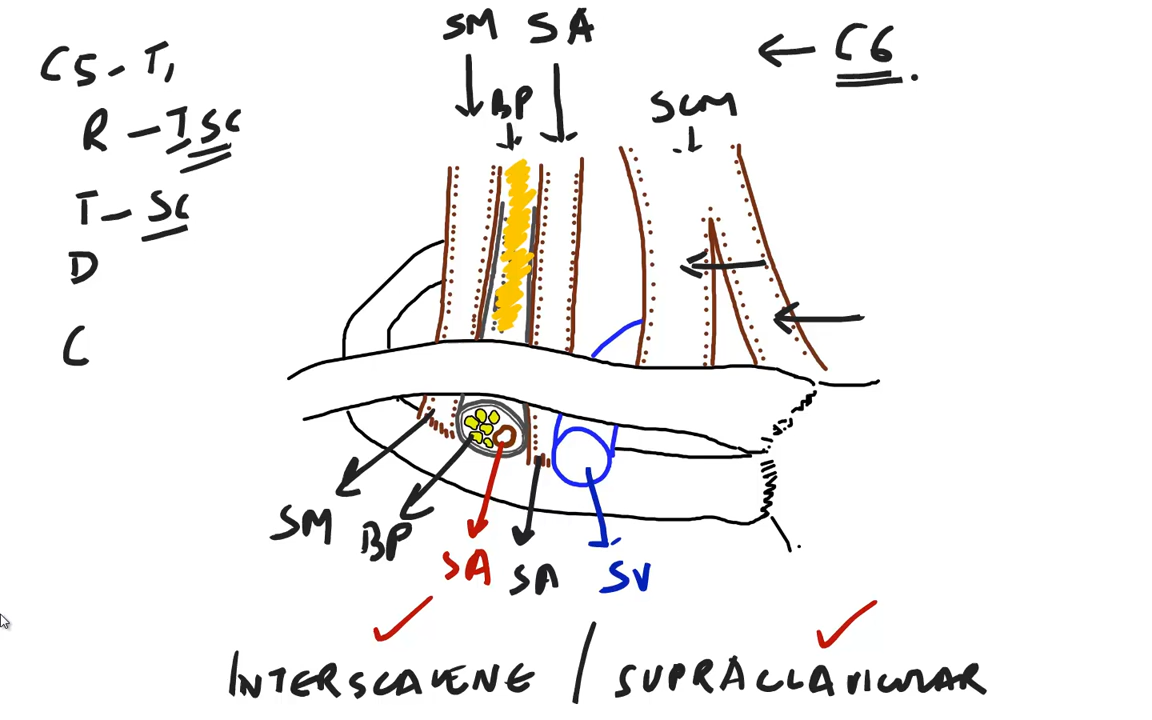 SM SA
← C6.
C5 - T1
BP
SCM
R - TSC
T - SC
D
C
SM BP SA SA SV
INTERSCALENE / SUPRACLAVICULAR